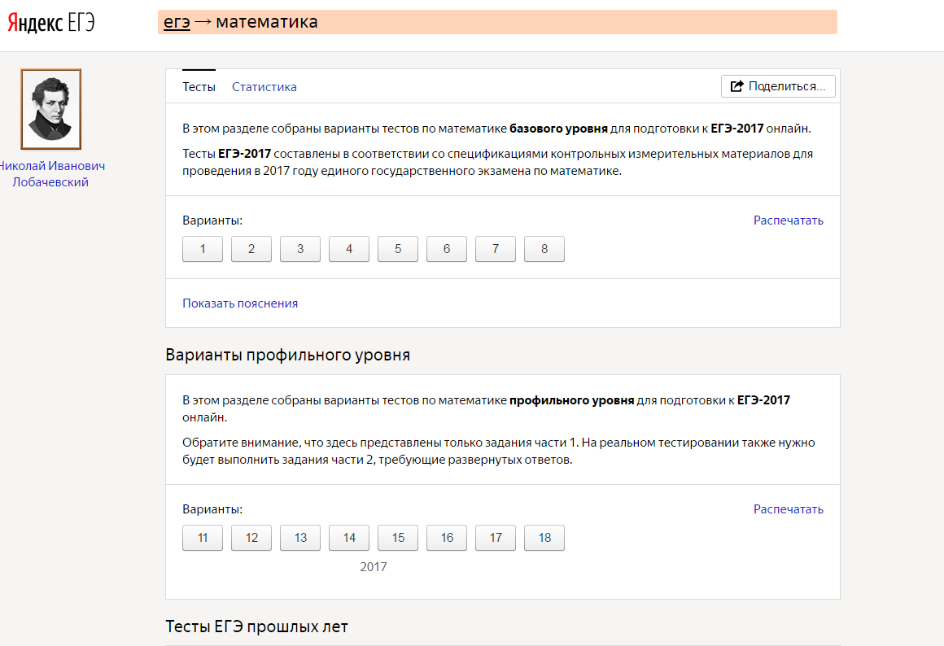 Яндекс ЕГЭ
егэ → математика
Николай Иванович
Лобачевский
Тесты Статистика Поделиться...
В этом разделе собраны варианты тестов по математике базового уровня для подготовки к ЕГЭ-2017 онлайн.
Тесты ЕГЭ-2017 составлены в соответствии со спецификациями контрольных измерительных материалов для
проведения в 2017 году единого государственного экзамена по математике.
Варианты: Распечатать
1 2 3 4 5 6 7 8
Показать пояснения
Варианты профильного уровня
В этом разделе собраны варианты тестов по математике профильного уровня для подготовки к ЕГЭ-2017
онлайн.
Обратите внимание, что здесь представлены только задания части 1. На реальном тестировании также нужно
будет выполнить задания части 2, требующие развернутых ответов.
Варианты: Распечатать
11 12 13 14 15 16 17 18
2017
Тесты ЕГЭ прошлых лет